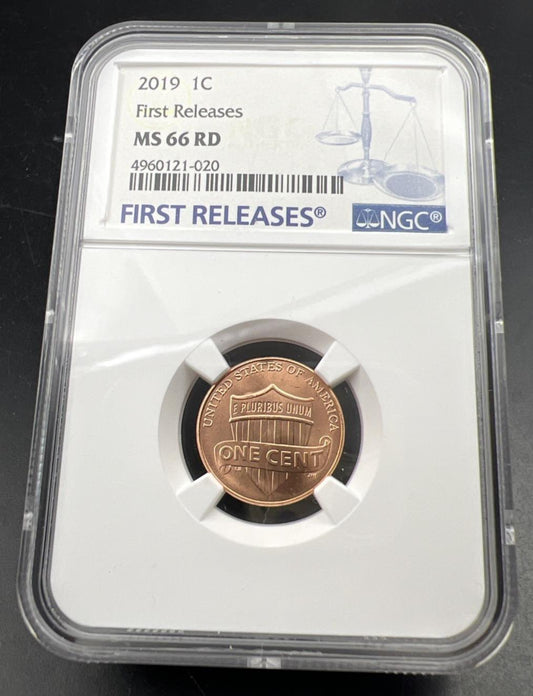 2019 1C
First Releases
MS 66 RD
4960121-020
FIRST RELEASES® NGC®
UNITED STATES OF AMERICA
E PLURIBUS UNUM
ONE CENT